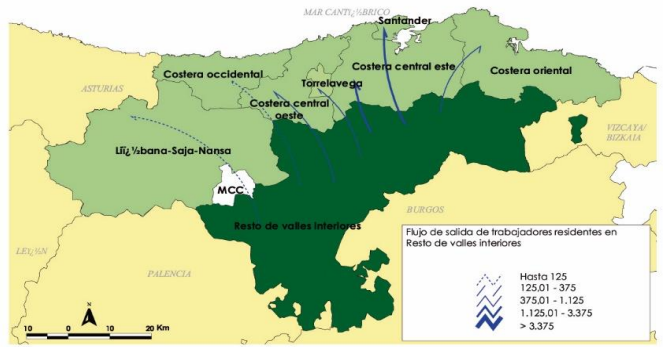 MAR CANTï¿½BRICO
Santander
Costera occidental
Costera central este
ASTURIAS
Torrelavega
Costera oriental
Costera central
oeste
VIZCAYA/
BIZKAIA
Liï¿½bana-Saja-Nansa
MCC
BURGOS
Resto de valles interiores
LEï¿½N
PALENCIA
Flujo de salida de trabajadores residentes en
Resto de valles interiores
Hasta 125
125,01 - 375
375,01 - 1.125
1.125,01 - 3.375
> 3.375
N
10 0 10 20 Km